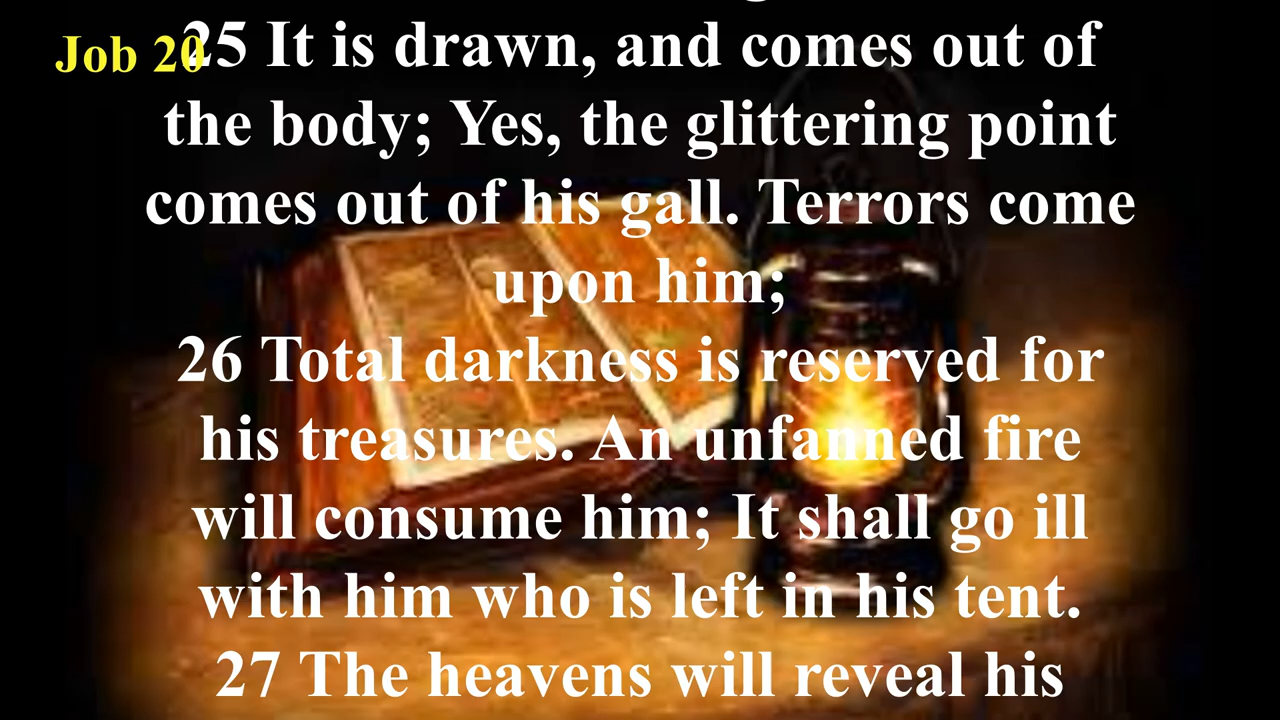 Job 20
25 It is drawn, and comes out of
the body; Yes, the glittering point
comes out of his gall. Terrors come
upon him;
26 Total darkness is reserved for
his treasures. An unfanned fire
will consume him; It shall go ill
with him who is left in his tent.
27 The heavens will reveal his